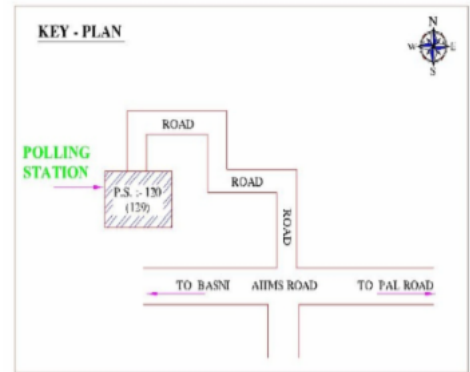 KEY - PLAN
N
W E
S
ROAD
POLLING
STATION
P.S. :- 120
(129)
ROAD
ROAD
TO BASNI AIIMS ROAD TO PAL ROAD